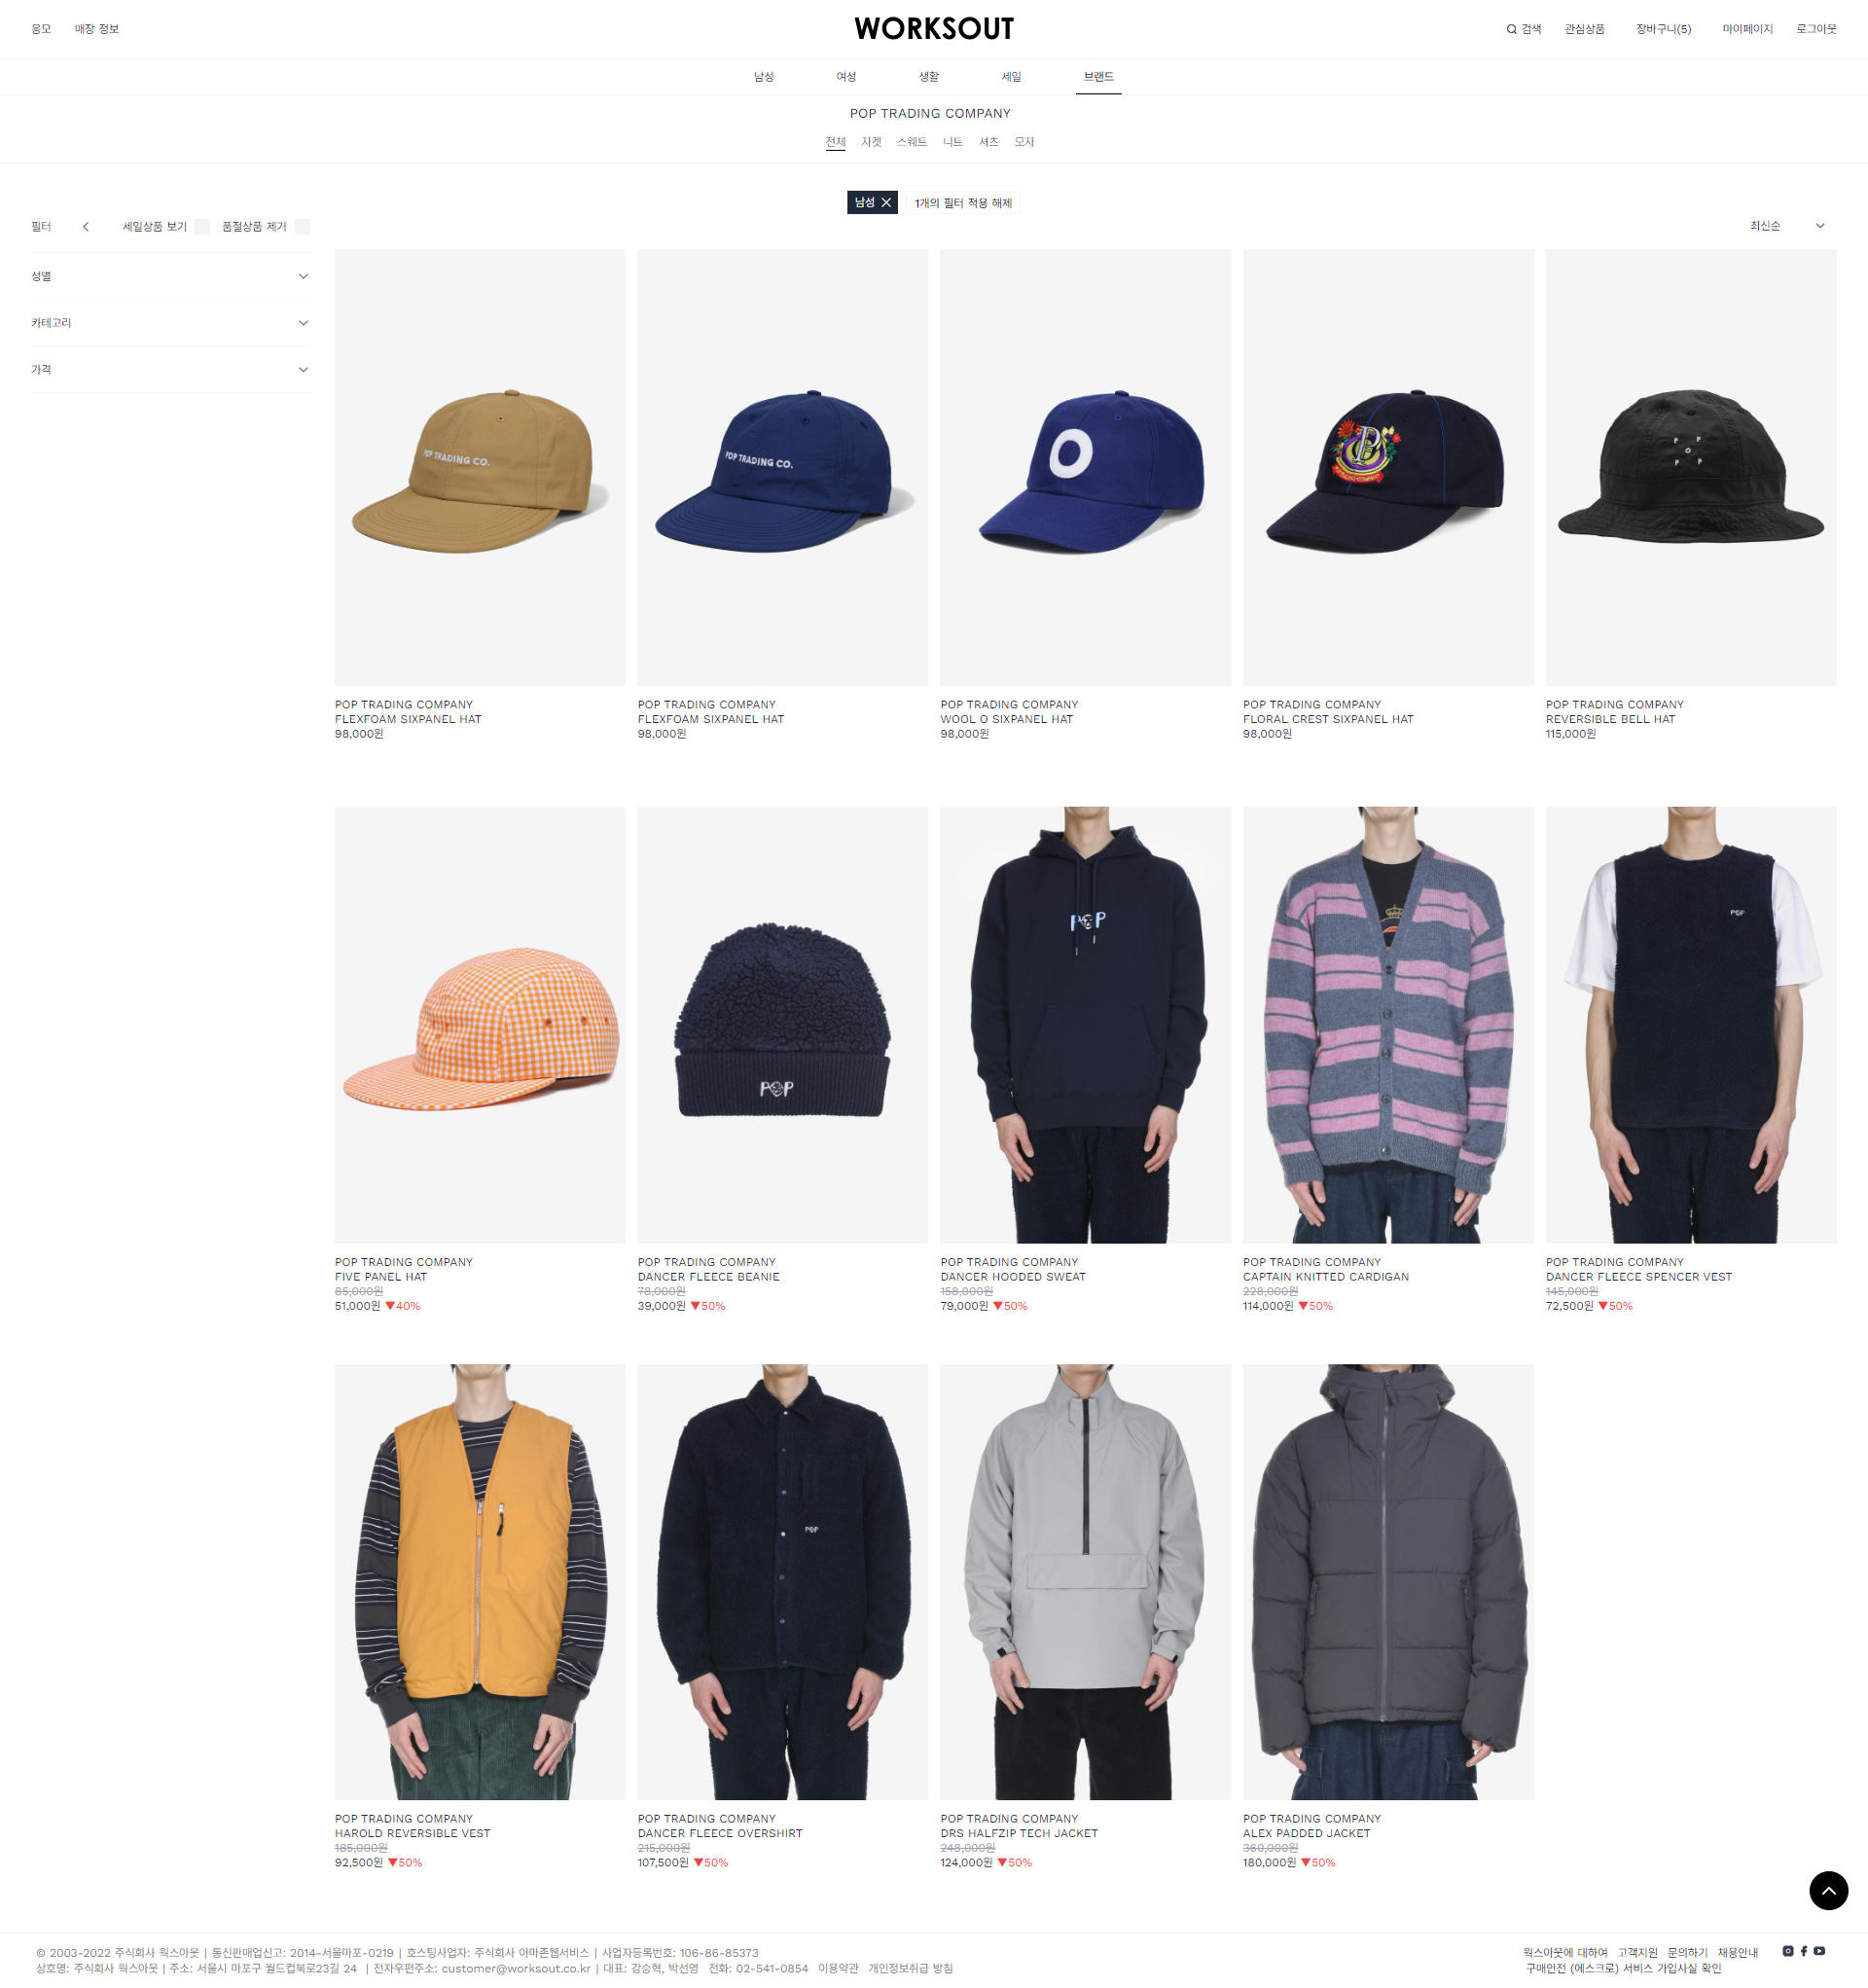 응모
매장 정보
WORKSOUT
검색
관심상품
장바구니(5)
마이페이지
로그아웃
남성
여성
생활
세일
브랜드
POP TRADING COMPANY
전체
자켓
스웨트
니트
셔츠
모자
남성
1개의 필터 적용 해제
필터
세일상품 보기
품절상품 제거
최신순
성별
카테고리
가격
POP TRADING CO.
POP TRADING CO.
O
P
P P
O
P P
POP TRADING COMPANY
FLEXFOAM SIXPANEL HAT
98,000원
POP TRADING COMPANY
FLEXFOAM SIXPANEL HAT
98,000원
POP TRADING COMPANY
WOOL O SIXPANEL HAT
98,000원
POP TRADING COMPANY
FLORAL CREST SIXPANEL HAT
98,000원
POP TRADING COMPANY
REVERSIBLE BELL HAT
115,000원
POP
POP
POP
POP TRADING COMPANY
FIVE PANEL HAT
85,000원
51,000원 ▼40%
POP TRADING COMPANY
DANCER FLEECE BEANIE
78,000원
39,000원 ▼50%
POP TRADING COMPANY
DANCER HOODED SWEAT
158,000원
79,000원 ▼50%
POP TRADING COMPANY
CAPTAIN KNITTED CARDIGAN
228,000원
114,000원 ▼50%
POP TRADING COMPANY
DANCER FLEECE SPENCER VEST
145,000원
72,500원 ▼50%
POP
POP TRADING COMPANY
HAROLD REVERSIBLE VEST
185,000원
92,500원 ▼50%
POP TRADING COMPANY
DANCER FLEECE OVERSHIRT
215,000원
107,500원 ▼50%
POP TRADING COMPANY
DRS HALFZIP TECH JACKET
248,000원
124,000원 ▼50%
POP TRADING COMPANY
ALEX PADDED JACKET
360,000원
180,000원 ▼50%
© 2003-2022 주식회사 웍스아웃 | 통신판매업신고: 2014-서울마포-0219 | 호스팅사업자: 주식회사 아마존웹서비스 | 사업자등록번호: 106-86-85373
상호명: 주식회사 웍스아웃 | 주소: 서울시 마포구 월드컵북로23길 24 | 전자우편주소: customer@worksout.co.kr | 대표: 강승혁, 박선영 전화: 02-541-0854 이용약관 개인정보취급 방침
웍스아웃에 대하여 고객지원 문의하기 채용안내
구매안전 (에스크로) 서비스 가입사실 확인